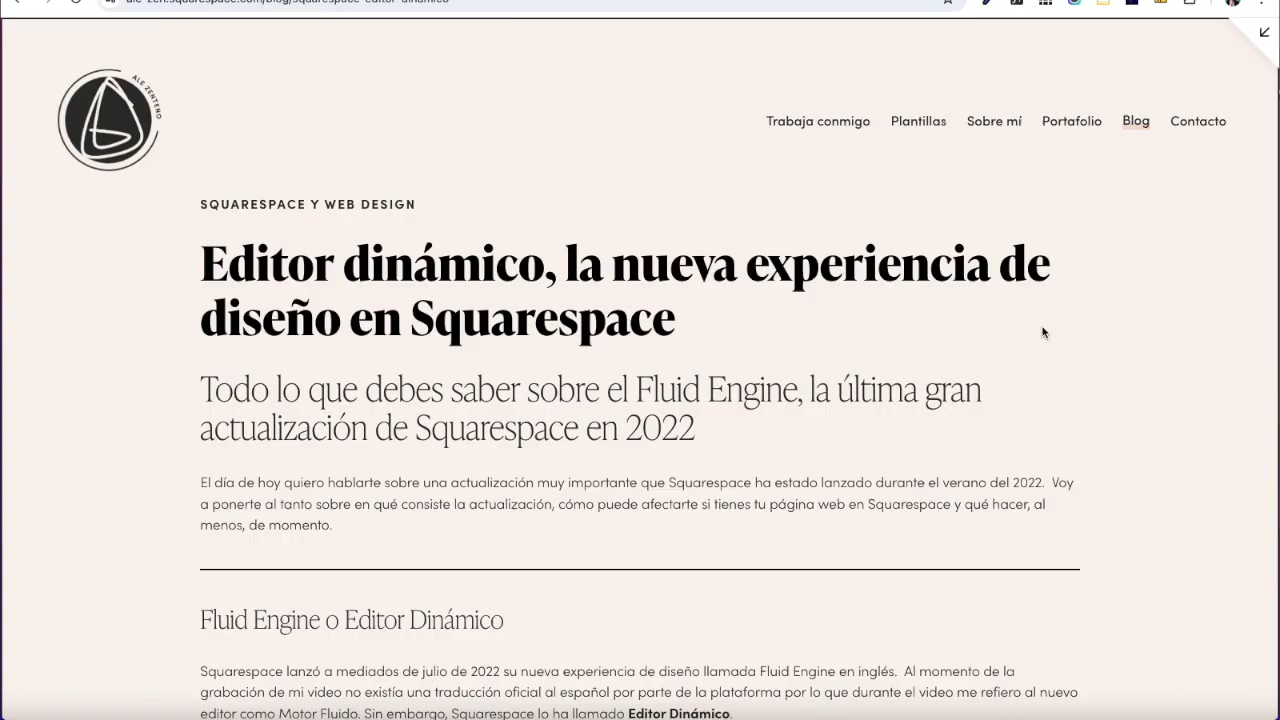 ALE ZENTENO
Trabaja conmigo Plantillas Sobre mí Portafolio Blog Contacto
SQUARESPACE Y WEB DESIGN
Editor dinámico, la nueva experiencia de
diseño en Squarespace
Todo lo que debes saber sobre el Fluid Engine, la última gran
actualización de Squarespace en 2022
El día de hoy quiero hablarte sobre una actualización muy importante que Squarespace ha estado lanzado durante el verano del 2022. Voy
a ponerte al tanto sobre en qué consiste la actualización, cómo puede afectarte si tienes tu página web en Squarespace y qué hacer, al
menos, de momento.
Fluid Engine o Editor Dinámico
Squarespace lanzó a mediados de julio de 2022 su nueva experiencia de diseño llamada Fluid Engine en inglés. Al momento de la
grabación de mi video no existía una traducción oficial al español por parte de la plataforma por lo que durante el video me refiero al nuevo
editor como Motor Fluido. Sin embargo, Squarespace lo ha llamado Editor Dinámico.